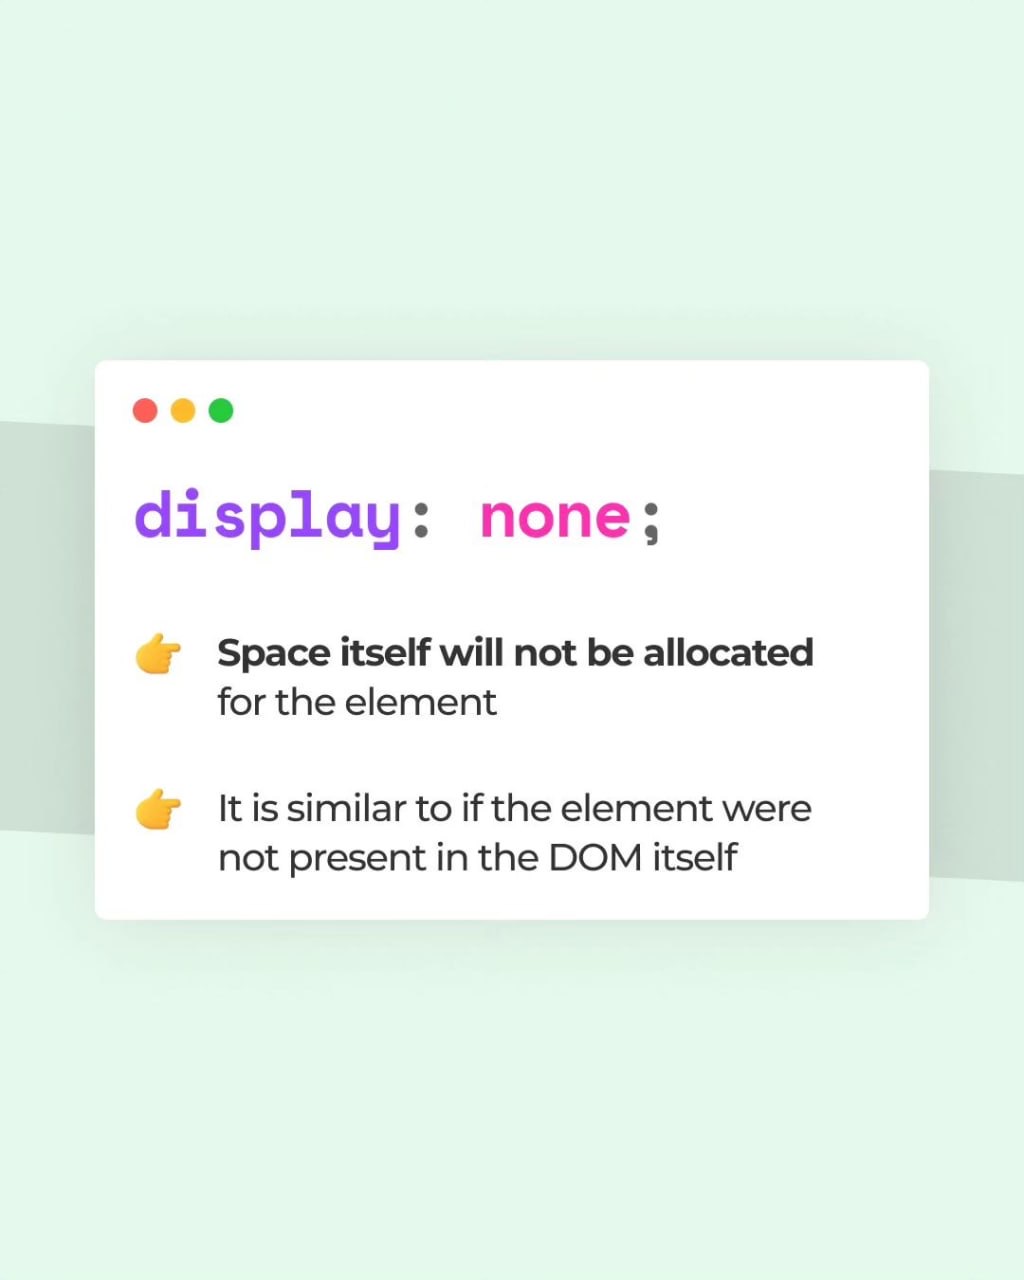 display: none;
👉 Space itself will not be allocated
for the element
👉 It is similar to if the element were
not present in the DOM itself